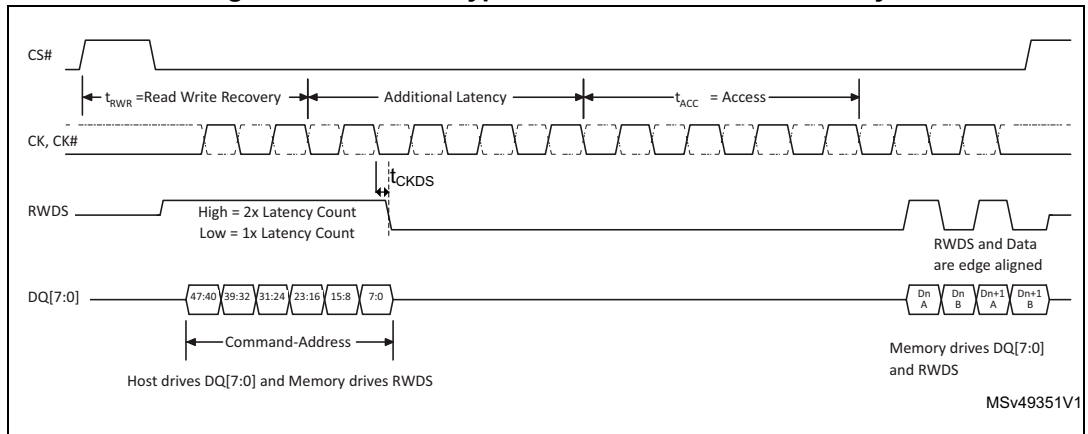 CS#
tRWR =Read Write Recovery
Additional Latency
tACC = Access
CK, CK#
tCKDS
RWDS
High = 2x Latency Count
Low = 1x Latency Count
RWDS and Data
are edge aligned
DQ[7:0]
47:40 39:32 31:24 23:16 15:8 7:0
Dn Dn Dn+1 Dn+1
A B A B
Command-Address
Memory drives DQ[7:0]
and RWDS
Host drives DQ[7:0] and Memory drives RWDS
MSv49351V1